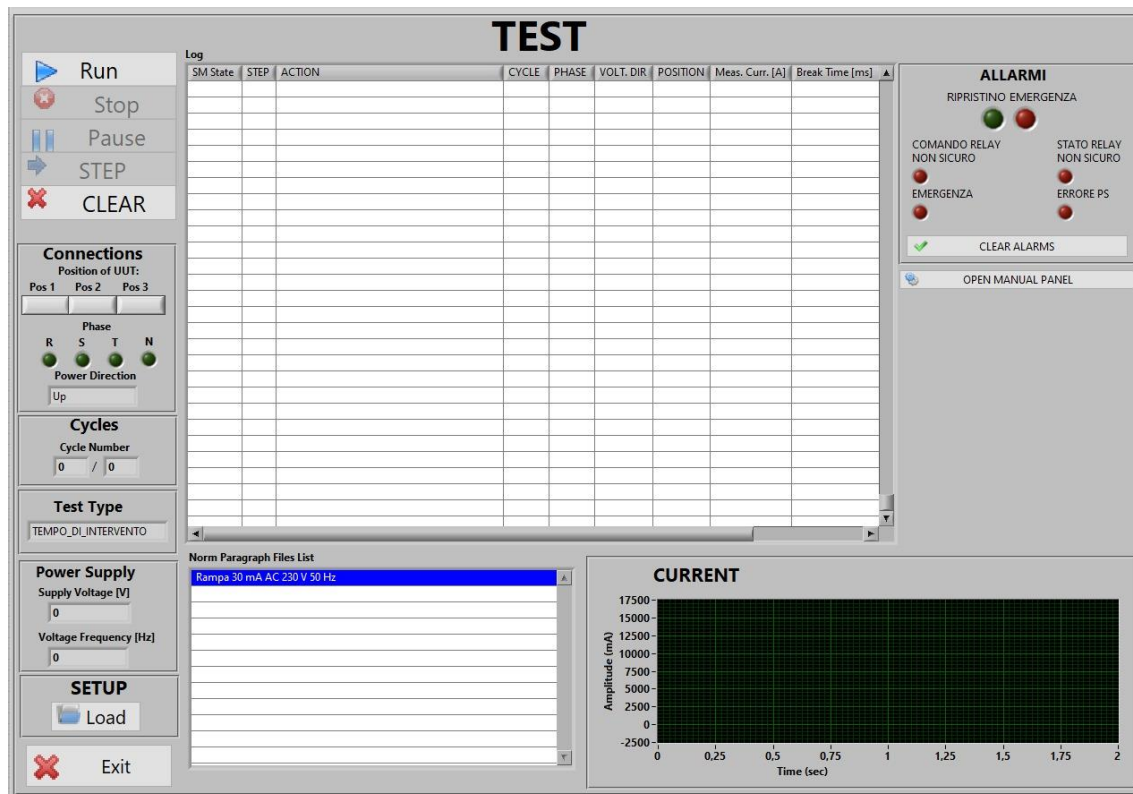 TEST
Run
Stop
Pause
STEP
CLEAR
Connections
Position of UUT:
Pos 1 Pos 2 Pos 3
Phase
R S T N
Power Direction
Up
Cycles
Cycle Number
0 / 0
Test Type
TEMPO_DI_INTERVENTO
Power Supply
Supply Voltage [V]
0
Voltage Frequency [Hz]
0
SETUP
Load
Exit
Log
SM State STEP ACTION CYCLE PHASE VOLT. DIR POSITION Meas. Curr. [A] Break Time [ms]
Norm Paragraph Files List
Rampa 30 mA AC 230 V 50 Hz
ALLARMI
RIPRISTINO EMERGENZA
COMANDO RELAY
NON SICURO
STATO RELAY
NON SICURO
EMERGENZA
ERRORE PS
CLEAR ALARMS
OPEN MANUAL PANEL
CURRENT
Amplitude (mA)
17500
15000
12500
10000
7500
5000
2500
0
-2500
0 0,25 0,5 0,75 1 1,25 1,5 1,75 2
Time (sec)